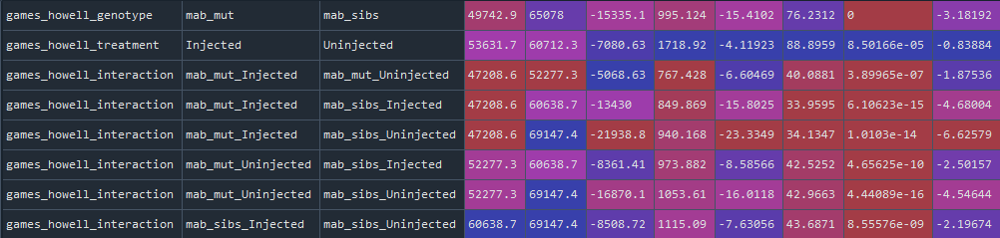 games_howell_genotype mab_mut mab_sibs 49742.9 65078 -15335.1 995.124 -15.4102 76.2312 0 -3.18192
games_howell_treatment Injected Uninjected 53631.7 60712.3 -7080.63 1718.92 -4.11923 88.8959 8.50166e-05 -0.83884
games_howell_interaction mab_mut_Injected mab_mut_Uninjected 47208.6 52277.3 -5068.63 767.428 -6.60469 40.0881 3.89965e-07 -1.87536
games_howell_interaction mab_mut_Injected mab_sibs_Injected 47208.6 60638.7 -13430 849.869 -15.8025 33.9595 6.10623e-15 -4.68004
games_howell_interaction mab_mut_Injected mab_sibs_Uninjected 47208.6 69147.4 -21938.8 940.168 -23.3349 34.1347 1.0103e-14 -6.62579
games_howell_interaction mab_mut_Uninjected mab_sibs_Injected 52277.3 60638.7 -8361.41 973.882 -8.58566 42.5252 4.65625e-10 -2.50157
games_howell_interaction mab_mut_Uninjected mab_sibs_Uninjected 52277.3 69147.4 -16870.1 1053.61 -16.0118 42.9663 4.44089e-16 -4.54644
games_howell_interaction mab_sibs_Injected mab_sibs_Uninjected 60638.7 69147.4 -8508.72 1115.09 -7.63056 43.6871 8.55576e-09 -2.19674